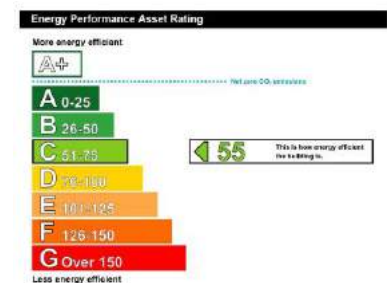 Energy Performance Asset Rating
More energy efficient
A+
Net zero CO₂ emissions
A 0-25
B 26-50
C 51-75
55 This is how energy efficient
the building is.
D 76-100
E 101-125
F 126-150
G Over 150
Less energy efficient